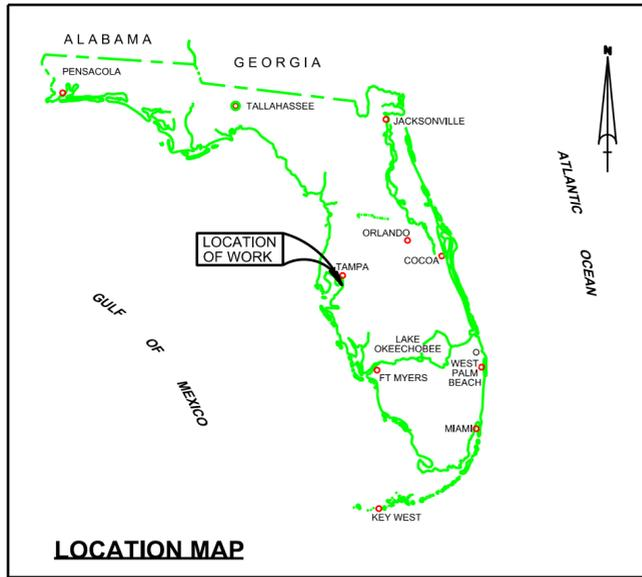 ALABAMA
GEORGIA
N
PENSACOLA
TALLAHASSEE
JACKSONVILLE
ATLANTIC
OCEAN
ORLANDO
LOCATION
OF WORK
COCOA
TAMPA
GULF
OF
MEXICO
LAKE
OKEECHOBEE
WEST
PALM
BEACH
FT MYERS
MIAMI
KEY WEST
LOCATION MAP